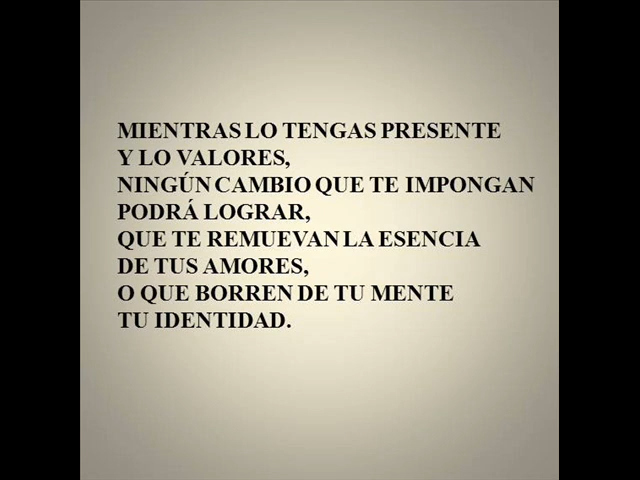 MIENTRAS LO TENGAS PRESENTE
Y LO VALORES,
NINGÚN CAMBIO QUE TE IMPONGAN
PODRÁ LOGRAR,
QUE TE REMUEVAN LA ESENCIA
DE TUS AMORES,
O QUE BORREN DE TU MENTE
TU IDENTIDAD.